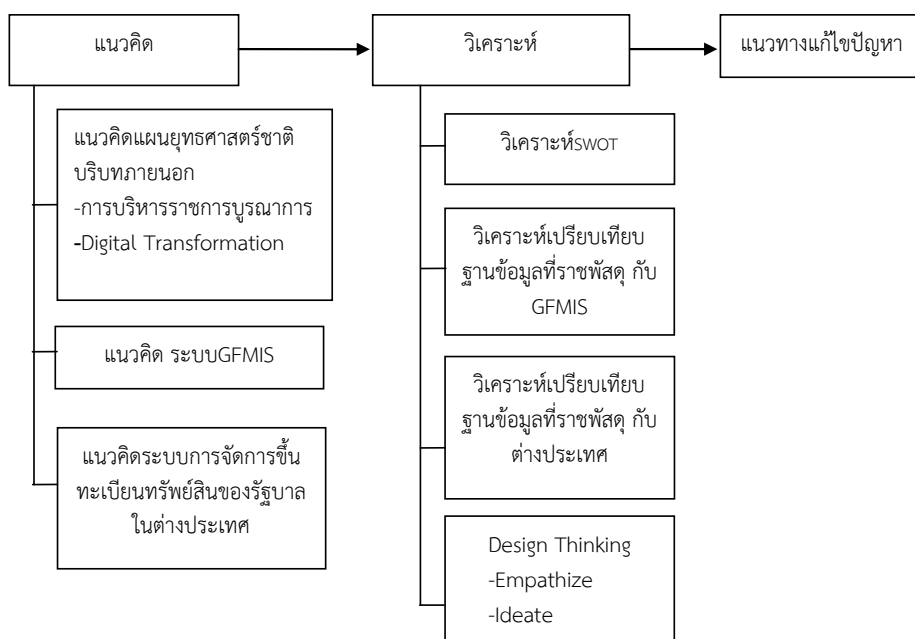 แนวคิด
วิเคราะห์
แนวทางแก้ไขปัญหา
แนวคิดแผนยุทธศาสตร์ชาติ
บริบทภายนอก
-การบริหารราชการบูรณาการ
-Digital Transformation
แนวคิด ระบบGFMIS
แนวคิดระบบการจัดการขึ้น
ทะเบียนทรัพย์สินของรัฐบาล
ในต่างประเทศ
วิเคราะห์SWOT
วิเคราะห์เปรียบเทียบ
ฐานข้อมูลที่ราชพัสดุ กับ
GFMIS
วิเคราะห์เปรียบเทียบ
ฐานข้อมูลที่ราชพัสดุ กับ
ต่างประเทศ
Design Thinking
-Empathize
-Ideate